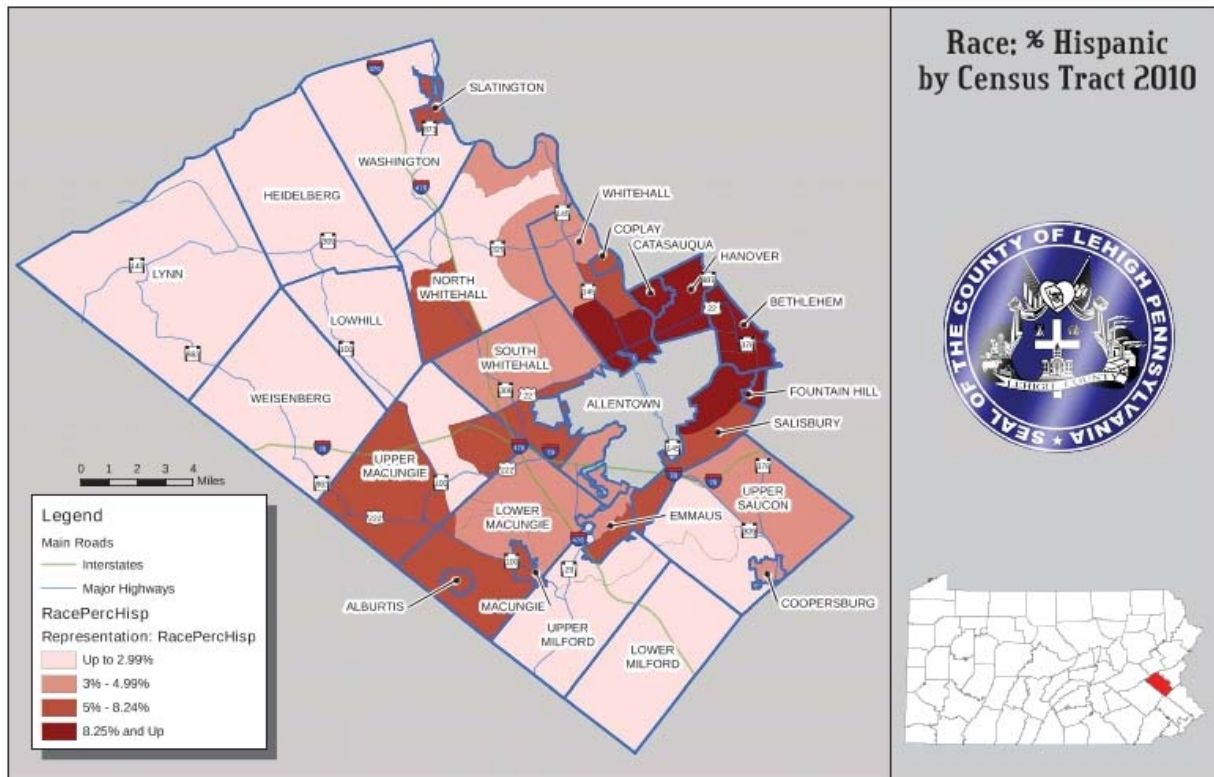 Race: % Hispanic
by Census Tract 2010
SLATINGTON
WASHINGTON
HEIDELBERG
WHITEHALL
COPLAY
CATASAUQUA
HANOVER
LYNN
NORTH
WHITEHALL
BETHLEHEM
LOWHILL
SOUTH
WHITEHALL
WEISENBERG
ALLENTOWN
FOUNTAIN HILL
SALISBURY
UPPER
MACUNGIE
LOWER
MACUNGIE
EMMAUS
UPPER
SAUCON
ALBURTIS
MACUNGIE
COOPERSBURG
UPPER
MILFORD
LOWER
MILFORD
0 1 2 3 4
Miles
Legend
Main Roads
Interstates
Major Highways
RacePercHisp
Representation: RacePercHisp
Up to 2.99%
3% - 4.99%
5% - 8.24%
8.25% and Up
SEAL OF THE COUNTY OF LEHIGH PENNSYLVANIA
LEHIGH COUNTY